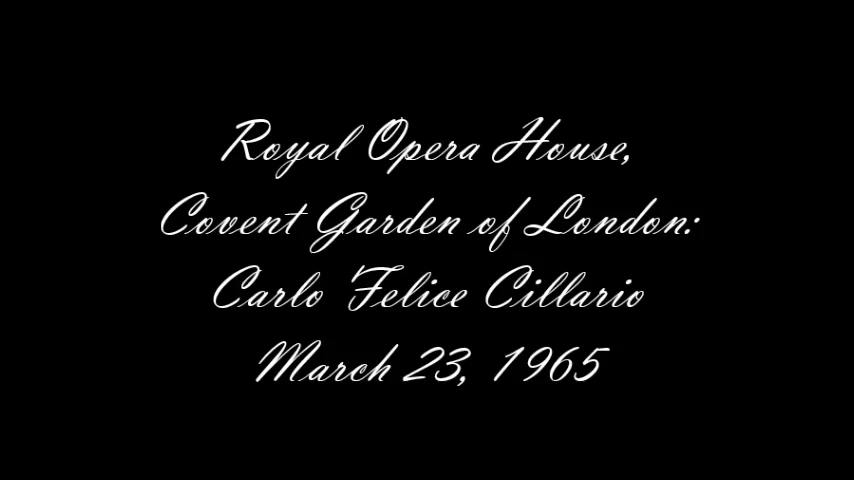 Royal Opera House,
Covent Garden of London:
Carlo Felice Cillario
March 23, 1965